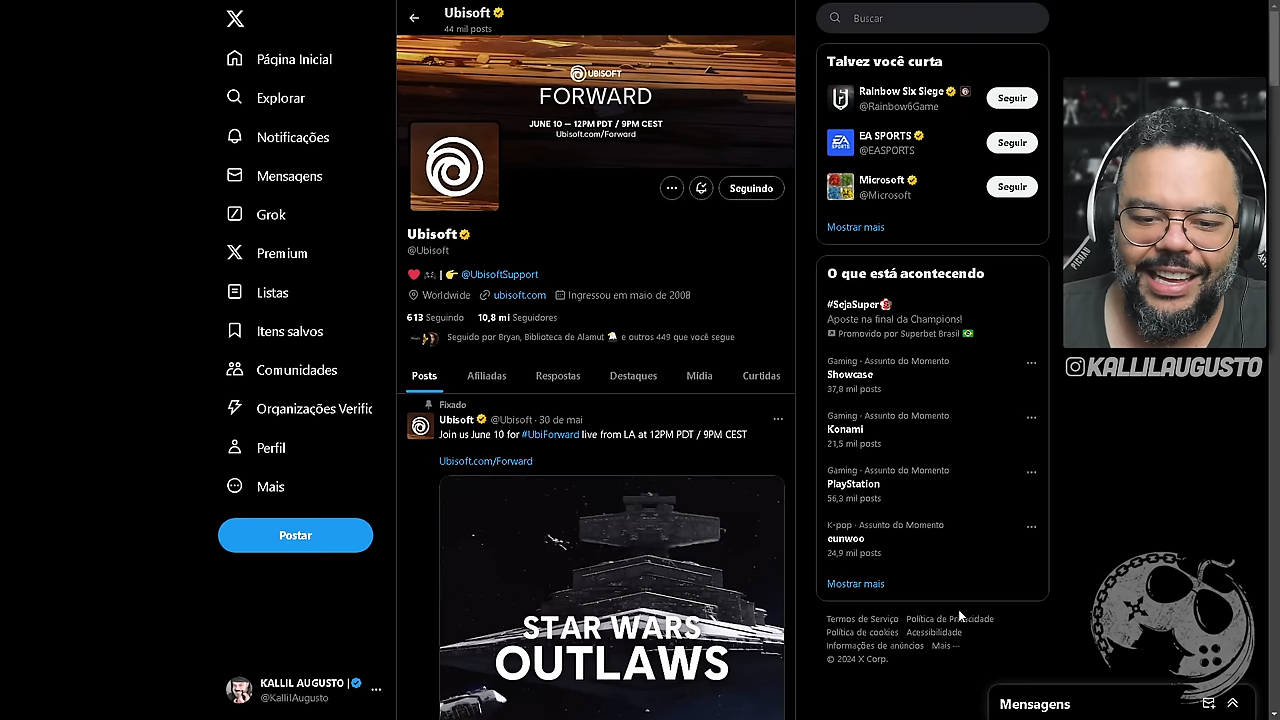 Página Inicial
Explorar
Notificações
Mensagens
Grok
Premium
Listas
Itens salvos
Comunidades
Organizações Verific
Perfil
Mais
Postar
KALLIL AUGUSTO |
@KallilAugusto
Ubisoft
44 mil posts
UBISOFT
FORWARD
JUNE 10 — 12PM PDT / 9PM CEST
Ubisoft.com/Forward
Seguindo
Ubisoft
@Ubisoft
| 👉 @UbisoftSupport
Worldwide ubisoft.com Ingressou em maio de 2008
613 Seguindo 10,8 mi Seguidores
Seguido por Bryan, Biblioteca de Alamut e outros 449 que você segue
Posts Afiliadas Respostas Destaques Mídia Curtidas
Fixado
Ubisoft @Ubisoft · 30 de mai
Join us June 10 for #UbiForward live from LA at 12PM PDT / 9PM CEST
Ubisoft.com/Forward
STAR WARS
OUTLAWS
Buscar
Talvez você curta
Rainbow Six Siege
@Rainbow6Game
Seguir
EA SPORTS
@EASPORTS
Seguir
Microsoft
@Microsoft
Seguir
Mostrar mais
O que está acontecendo
#SejaSuper
Aposte na final da Champions!
Promovido por Superbet Brasil
Gaming · Assunto do Momento
Showcase
37,8 mil posts
Gaming · Assunto do Momento
Konami
21,5 mil posts
Gaming · Assunto do Momento
PlayStation
56,3 mil posts
K-pop · Assunto do Momento
eunwoo
24,9 mil posts
Mostrar mais
Termos de Serviço Política de Privacidade
Política de cookies Acessibilidade
Informações de anúncios Mais ···
© 2024 X Corp.
Mensagens
PICHAU
KALLILAUGUSTO